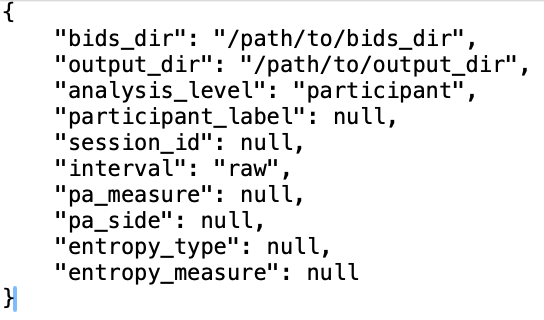 {
    "bids_dir": "/path/to/bids_dir",
    "output_dir": "/path/to/output_dir",
    "analysis_level": "participant",
    "participant_label": null,
    "session_id": null,
    "interval": "raw",
    "pa_measure": null,
    "pa_side": null,
    "entropy_type": null,
    "entropy_measure": null
}